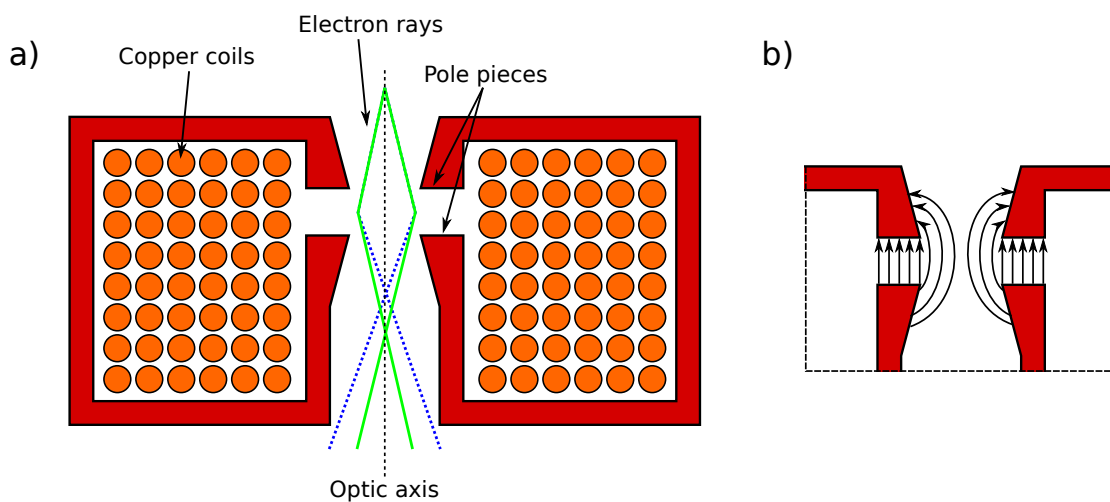 a)
Electron rays
Copper coils
Pole pieces
Optic axis
b)